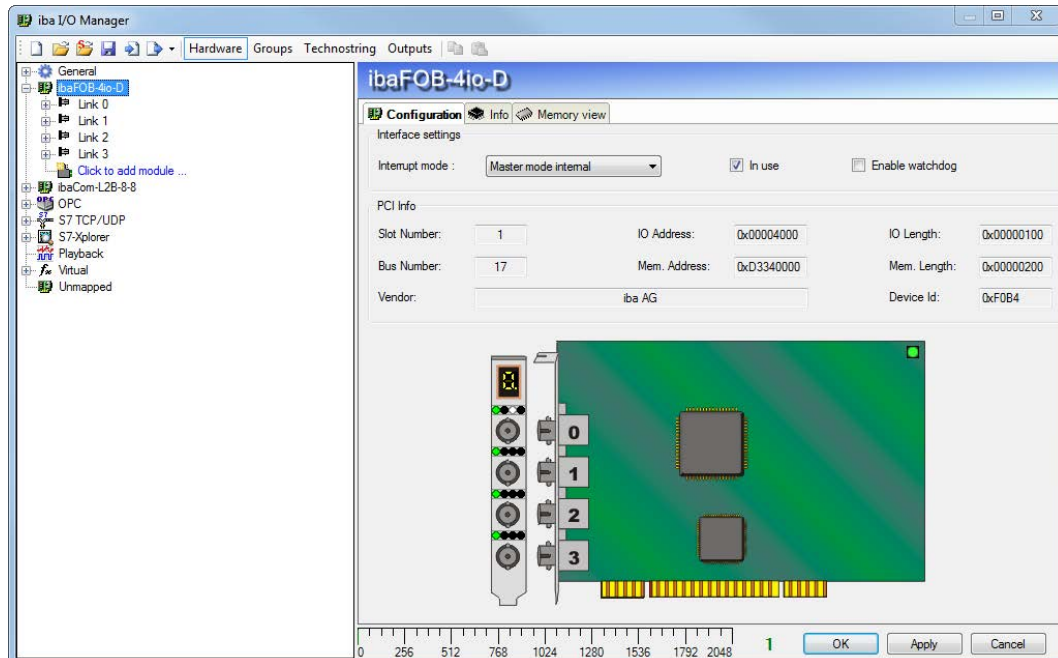 iba I/O Manager
Hardware Groups Technostring Outputs
General
ibaFOB-4io-D
Link 0
Link 1
Link 2
Link 3
Click to add module ...
ibaCom-L2B-8-8
OPC
S7 TCP/UDP
S7-Xplorer
Playback
Virtual
Unmapped
ibaFOB-4io-D
Configuration Info Memory view
Interface settings
Interrupt mode : Master mode internal In use Enable watchdog
PCI Info
Slot Number: 1 IO Address: 0x00004000 IO Length: 0x00000100
Bus Number: 17 Mem. Address: 0xD3340000 Mem. Length: 0x00000200
Vendor: iba AG Device Id: 0xF0B4
0
1
2
3
0 256 512 768 1024 1280 1536 1792 2048
1 OK Apply Cancel